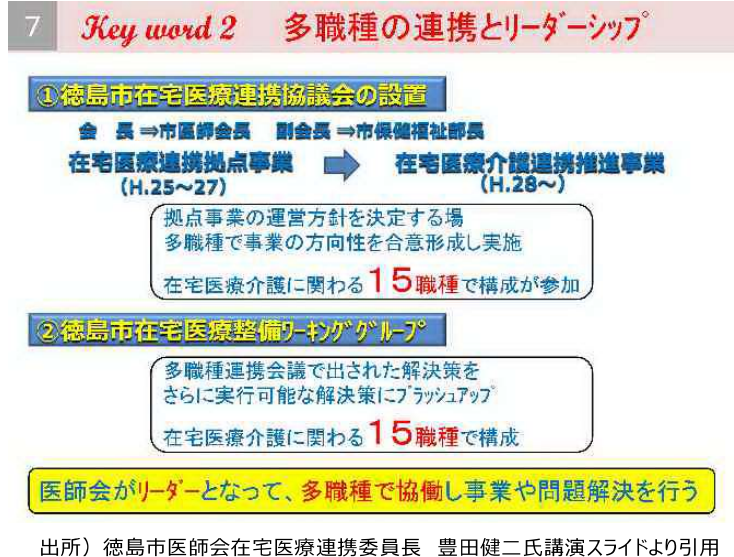 7 Key word 2 多職種の連携とリーダーシップ
①徳島市在宅医療連携協議会の設置
会 長⇒市医師会長 副会長⇒市保健福祉部長
在宅医療連携拠点事業 在宅医療介護連携推進事業
(H.25～27) (H.28～)
拠点事業の運営方針を決定する場
多職種で事業の方向性を合意形成し実施
在宅医療介護に関わる15職種で構成が参加
②徳島市在宅医療整備ワーキンググループ
多職種連携会議で出された解決策を
さらに実行可能な解決策にブラッシュアップ
在宅医療介護に関わる15職種で構成
医師会がリーダーとなって、多職種で協働し事業や問題解決を行う
出所）徳島市医師会在宅医療連携委員長 豊田健二氏講演スライドより引用